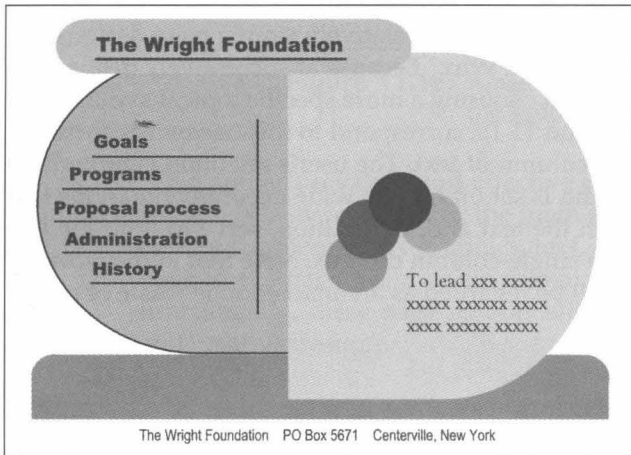 The Wright Foundation
Goals
Programs
Proposal process
Administration
History
To lead xxx xxxxx
xxxxx xxxxxx xxxx
xxxx xxxxx xxxxx
The Wright Foundation PO Box 5671 Centerville, New York